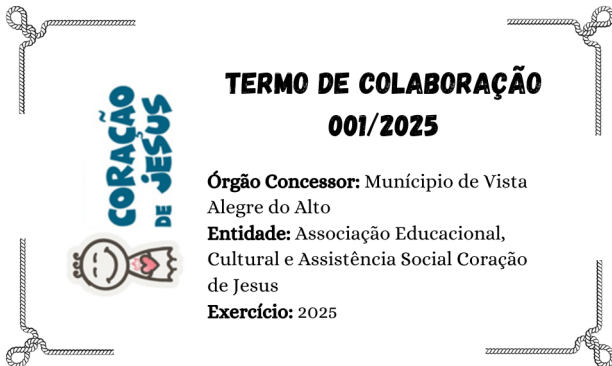 CORAÇÃO
DE JESUS
TERMO DE COLABORAÇÃO
001/2025
Órgão Concessor: Munícipio de Vista
Alegre do Alto
Entidade: Associação Educacional,
Cultural e Assistência Social Coração
de Jesus
Exercício: 2025